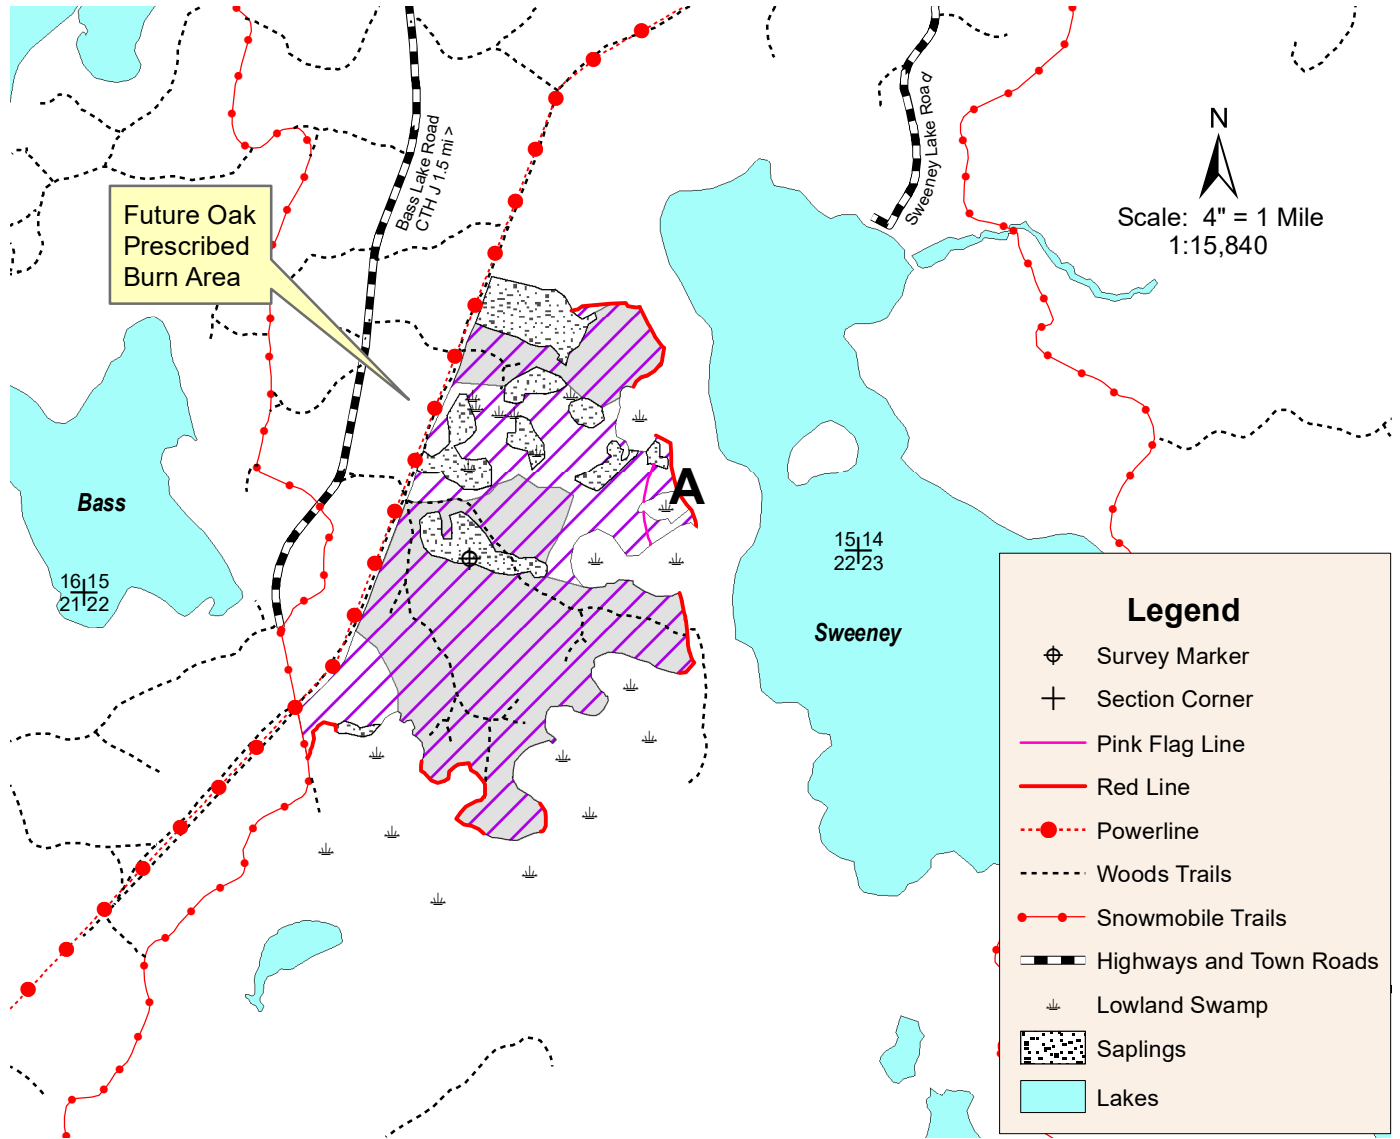 Bass Lake Road
CTH J 1.5 mi >
Sweeney Lake Road
N
Scale:  4" = 1 Mile
1:15,840
Future Oak
Prescribed
Burn Area
A
Bass
16 15
21 22
15 14
22 23
Sweeney
Legend
Survey Marker
Section Corner
Pink Flag Line
Red Line
Powerline
Woods Trails
Snowmobile Trails
Highways and Town Roads
Lowland Swamp
Saplings
Lakes